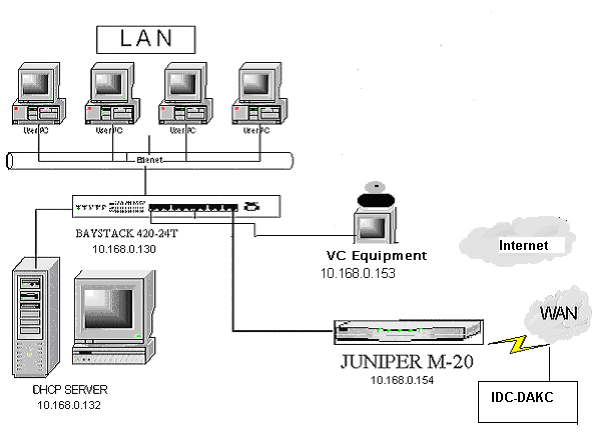 LAN
User PC
User PC
User PC
User PC
Ethernet
BAYSTACK 420-24T
10.168.0.130
VC Equipment
10.168.0.153
Internet
WAN
JUNIPER M-20
10.168.0.154
IDC-DAKC
DHCP SERVER
10.168.0.132